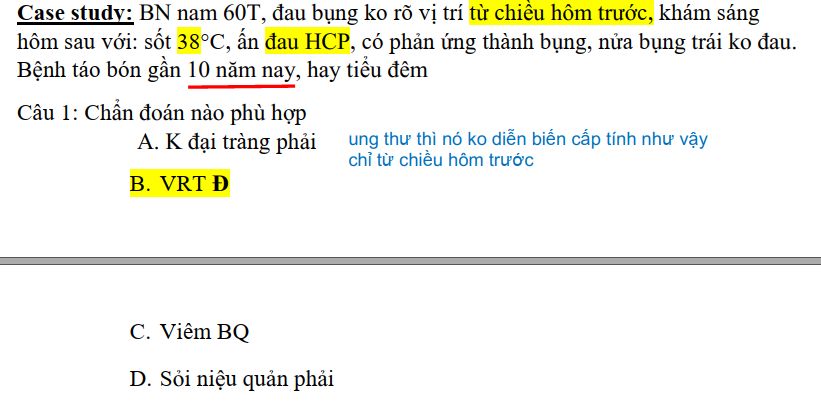 Case study: BN nam 60T, đau bụng ko rõ vị trí từ chiều hôm trước, khám sáng
hôm sau với: sốt 38°C, ấn đau HCP, có phản ứng thành bụng, nửa bụng trái ko đau.
Bệnh táo bón gần 10 năm nay, hay tiểu đêm
Câu 1: Chẩn đoán nào phù hợp
A. K đại tràng phải
ung thư thì nó ko diễn biến cấp tính như vậy
chỉ từ chiều hôm trước
B. VRT Đ
C. Viêm BQ
D. Sỏi niệu quản phải